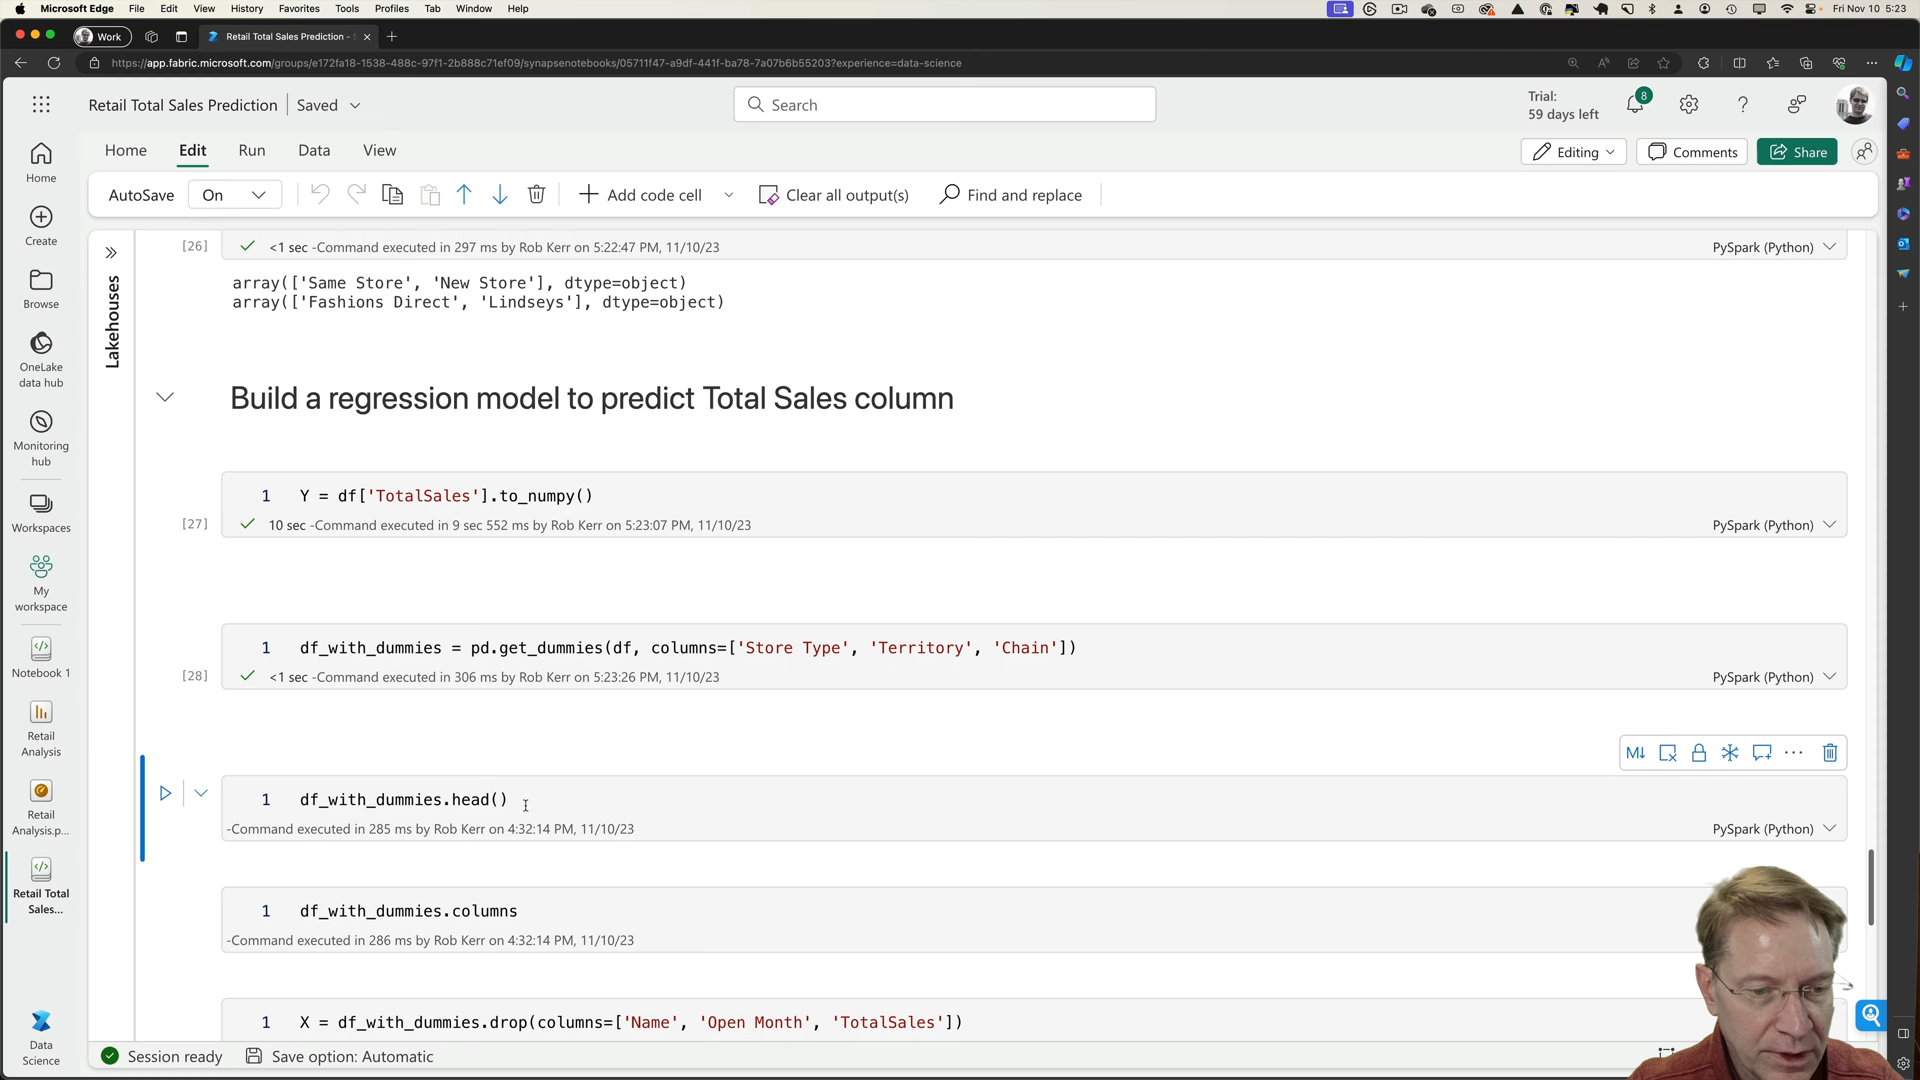 Microsoft Edge File Edit View History Favorites Tools Profiles Tab Window Help
Fri Nov 10 5:23
Work
Retail Total Sales Prediction -
https://app.fabric.microsoft.com/groups/e172fa18-1538-488c-97f1-2b888c71ef09/synapsenotebooks/05711f47-a9df-441f-ba78-7a07b6b55203?experience=data-science
Retail Total Sales Prediction | Saved
Search
Trial:
59 days left
8
Home Edit Run Data View
Editing
Comments
Share
AutoSave On
Add code cell
Clear all output(s)
Find and replace
Home
Create
Browse
OneLake
data hub
Monitoring
hub
Workspaces
My
workspace
Notebook 1
Retail
Analysis
Retail
Analysis.p...
Retail Total
Sales...
Data
Science
Lakehouses
[26] <1 sec -Command executed in 297 ms by Rob Kerr on 5:22:47 PM, 11/10/23 PySpark (Python)
array(['Same Store', 'New Store'], dtype=object)
array(['Fashions Direct', 'Lindseys'], dtype=object)
Build a regression model to predict Total Sales column
1 Y = df['TotalSales'].to_numpy()
[27] 10 sec -Command executed in 9 sec 552 ms by Rob Kerr on 5:23:07 PM, 11/10/23 PySpark (Python)
1 df_with_dummies = pd.get_dummies(df, columns=['Store Type', 'Territory', 'Chain'])
[28] <1 sec -Command executed in 306 ms by Rob Kerr on 5:23:26 PM, 11/10/23 PySpark (Python)
M↓
1 df_with_dummies.head()
-Command executed in 285 ms by Rob Kerr on 4:32:14 PM, 11/10/23 PySpark (Python)
1 df_with_dummies.columns
-Command executed in 286 ms by Rob Kerr on 4:32:14 PM, 11/10/23
1 X = df_with_dummies.drop(columns=['Name', 'Open Month', 'TotalSales'])
Session ready Save option: Automatic